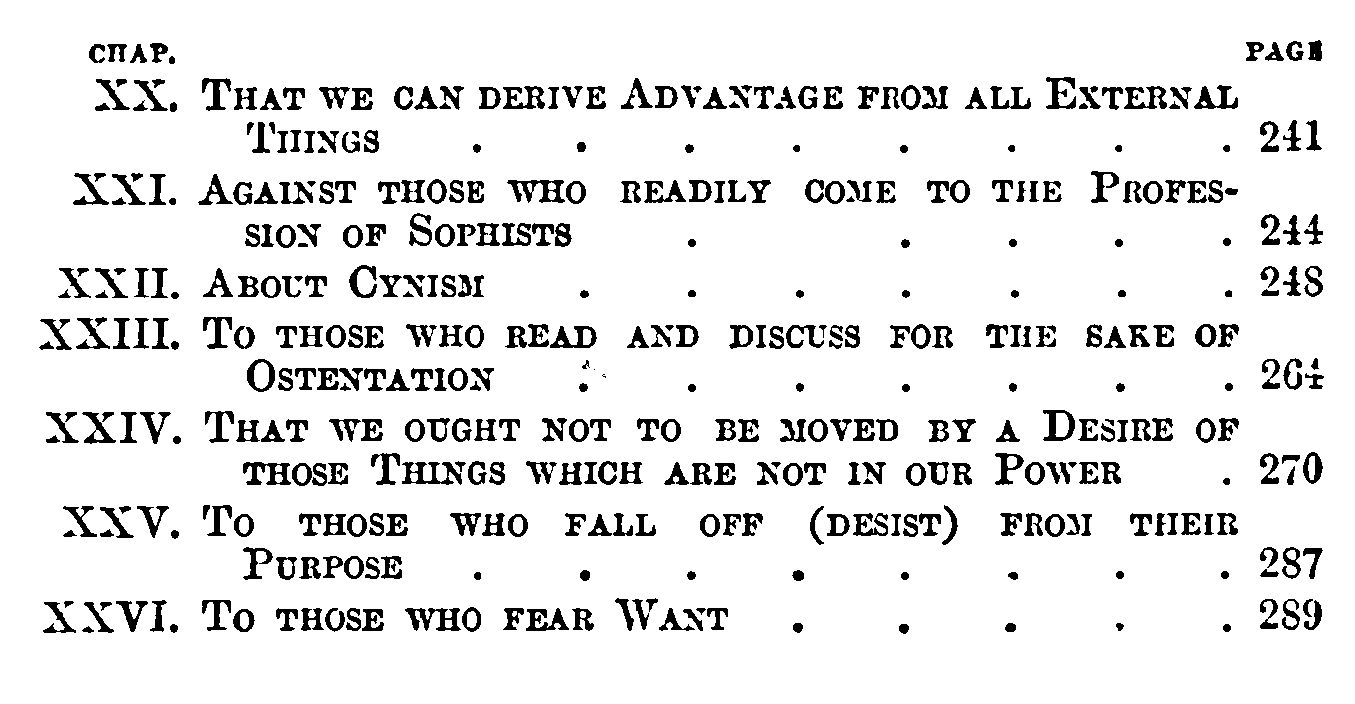 CHAP. PAGE
XX. THAT WE CAN DERIVE ADVANTAGE FROM ALL EXTERNAL
THINGS . . . . . . . . 241
XXI. AGAINST THOSE WHO READILY COME TO THE PROFES-
SION OF SOPHISTS . . . . . 244
XXII. ABOUT CYNISM . . . . . . . 248
XXIII. TO THOSE WHO READ AND DISCUSS FOR THE SAKE OF
OSTENTATION . . . . . . . 264
XXIV. THAT WE OUGHT NOT TO BE MOVED BY A DESIRE OF
THOSE THINGS WHICH ARE NOT IN OUR POWER . 270
XXV. TO THOSE WHO FALL OFF (DESIST) FROM THEIR
PURPOSE . . . . . . . . 287
XXVI. TO THOSE WHO FEAR WANT . . . . . 289